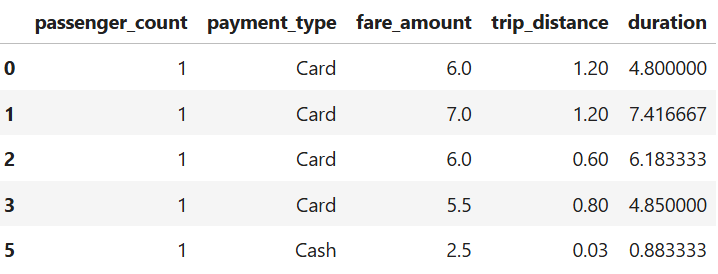 passenger_count payment_type fare_amount trip_distance duration
0 1 Card 6.0 1.20 4.800000
1 1 Card 7.0 1.20 7.416667
2 1 Card 6.0 0.60 6.183333
3 1 Card 5.5 0.80 4.850000
5 1 Cash 2.5 0.03 0.883333